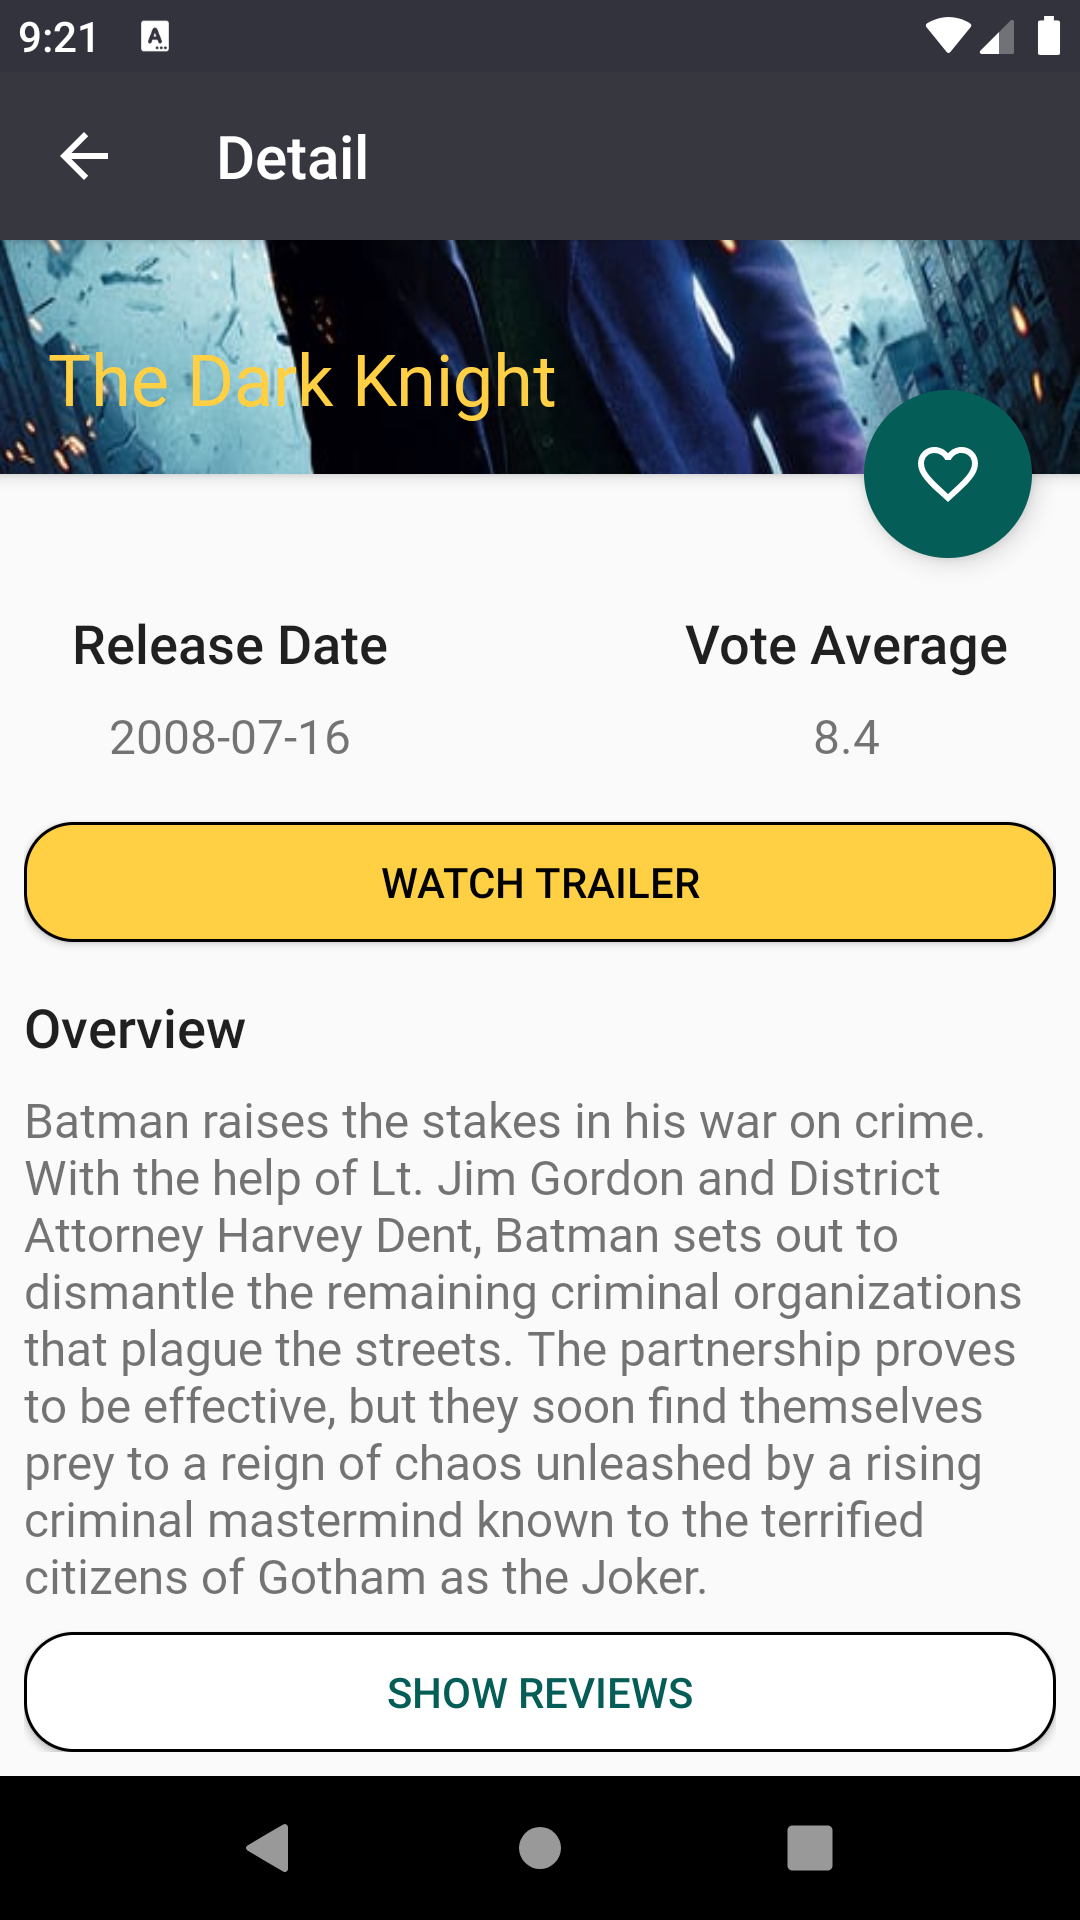 9:21
Detail
The Dark Knight
Release Date
Vote Average
2008-07-16
8.4
WATCH TRAILER
Overview
Batman raises the stakes in his war on crime.
With the help of Lt. Jim Gordon and District
Attorney Harvey Dent, Batman sets out to
dismantle the remaining criminal organizations
that plague the streets. The partnership proves
to be effective, but they soon find themselves
prey to a reign of chaos unleashed by a rising
criminal mastermind known to the terrified
citizens of Gotham as the Joker.
SHOW REVIEWS